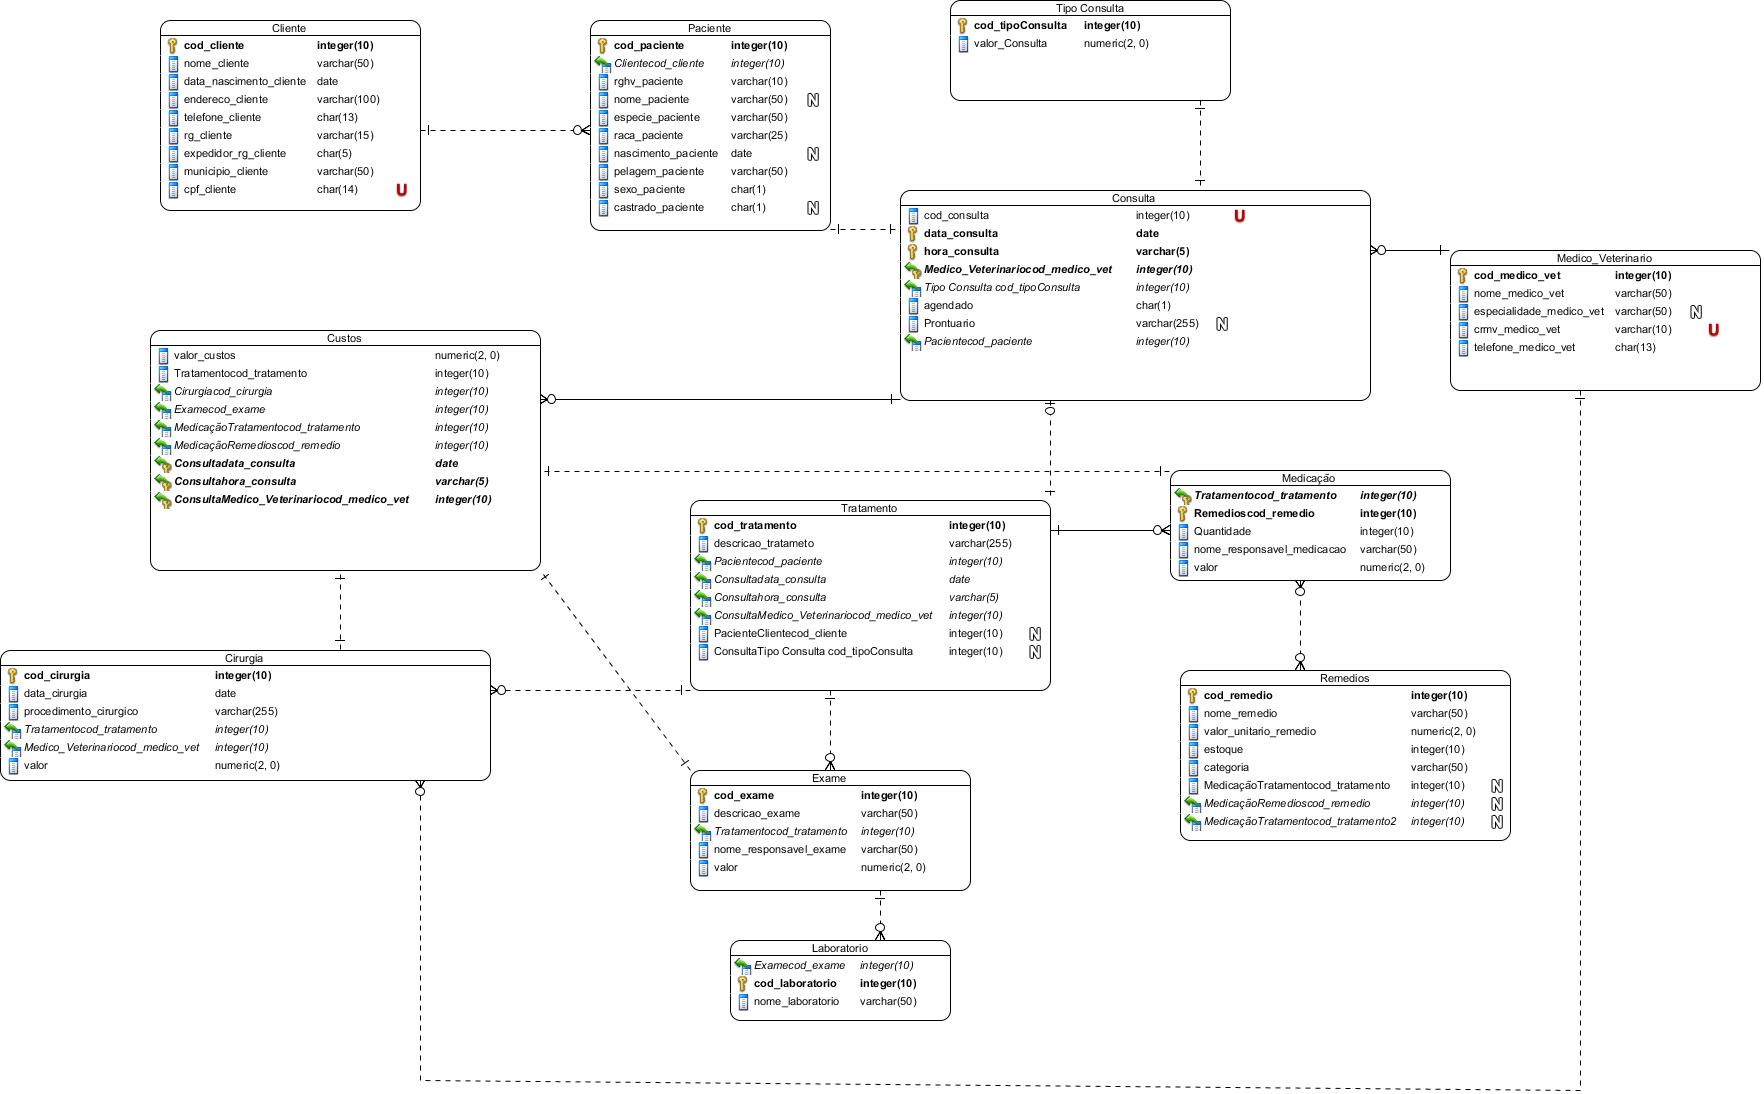 Cliente
cod_cliente integer(10)
nome_cliente varchar(50)
data_nascimento_cliente date
endereco_cliente varchar(100)
telefone_cliente char(13)
rg_cliente varchar(15)
expedidor_rg_cliente char(5)
municipio_cliente varchar(50)
cpf_cliente char(14) U
Paciente
cod_paciente integer(10)
Clientecod_cliente integer(10)
rghv_paciente varchar(10)
nome_paciente varchar(50) N
especie_paciente varchar(50)
raca_paciente varchar(25)
nascimento_paciente date N
pelagem_paciente varchar(50)
sexo_paciente char(1)
castrado_paciente char(1) N
Tipo Consulta
cod_tipoConsulta integer(10)
valor_Consulta numeric(2, 0)
Consulta
cod_consulta integer(10) U
data_consulta date
hora_consulta varchar(5)
Medico_Veterinariocod_medico_vet integer(10)
Tipo Consulta cod_tipoConsulta integer(10)
agendado char(1)
Prontuario varchar(255) N
Pacientecod_paciente integer(10)
Medico_Veterinario
cod_medico_vet integer(10)
nome_medico_vet varchar(50)
especialidade_medico_vet varchar(50) N
crmv_medico_vet varchar(10) U
telefone_medico_vet char(13)
Custos
valor_custos numeric(2, 0)
Tratamentocod_tratamento integer(10)
Cirurgiacod_cirurgia integer(10)
Examecod_exame integer(10)
MedicaçãoTratamentocod_tratamento integer(10)
MedicaçãoRemedioscod_remedio integer(10)
Consultadata_consulta date
Consultahora_consulta varchar(5)
ConsultaMedico_Veterinariocod_medico_vet integer(10)
Tratamento
cod_tratamento integer(10)
descricao_tratameto varchar(255)
Pacientecod_paciente integer(10)
Consultadata_consulta date
Consultahora_consulta varchar(5)
ConsultaMedico_Veterinariocod_medico_vet integer(10)
PacienteClientecod_cliente integer(10) N
ConsultaTipo Consulta cod_tipoConsulta integer(10) N
Medicação
Tratamentocod_tratamento integer(10)
Remedioscod_remedio integer(10)
Quantidade integer(10)
nome_responsavel_medicacao varchar(50)
valor numeric(2, 0)
Cirurgia
cod_cirurgia integer(10)
data_cirurgia date
procedimento_cirurgico varchar(255)
Tratamentocod_tratamento integer(10)
Medico_Veterinariocod_medico_vet integer(10)
valor numeric(2, 0)
Remedios
cod_remedio integer(10)
nome_remedio varchar(50)
valor_unitario_remedio numeric(2, 0)
estoque integer(10)
categoria varchar(50)
MedicaçãoTratamentocod_tratamento integer(10) N
MedicaçãoRemedioscod_remedio integer(10) N
MedicaçãoTratamentocod_tratamento2 integer(10) N
Exame
cod_exame integer(10)
descricao_exame varchar(50)
Tratamentocod_tratamento integer(10)
nome_responsavel_exame varchar(50)
valor numeric(2, 0)
Laboratorio
Examecod_exame integer(10)
cod_laboratorio integer(10)
nome_laboratorio varchar(50)